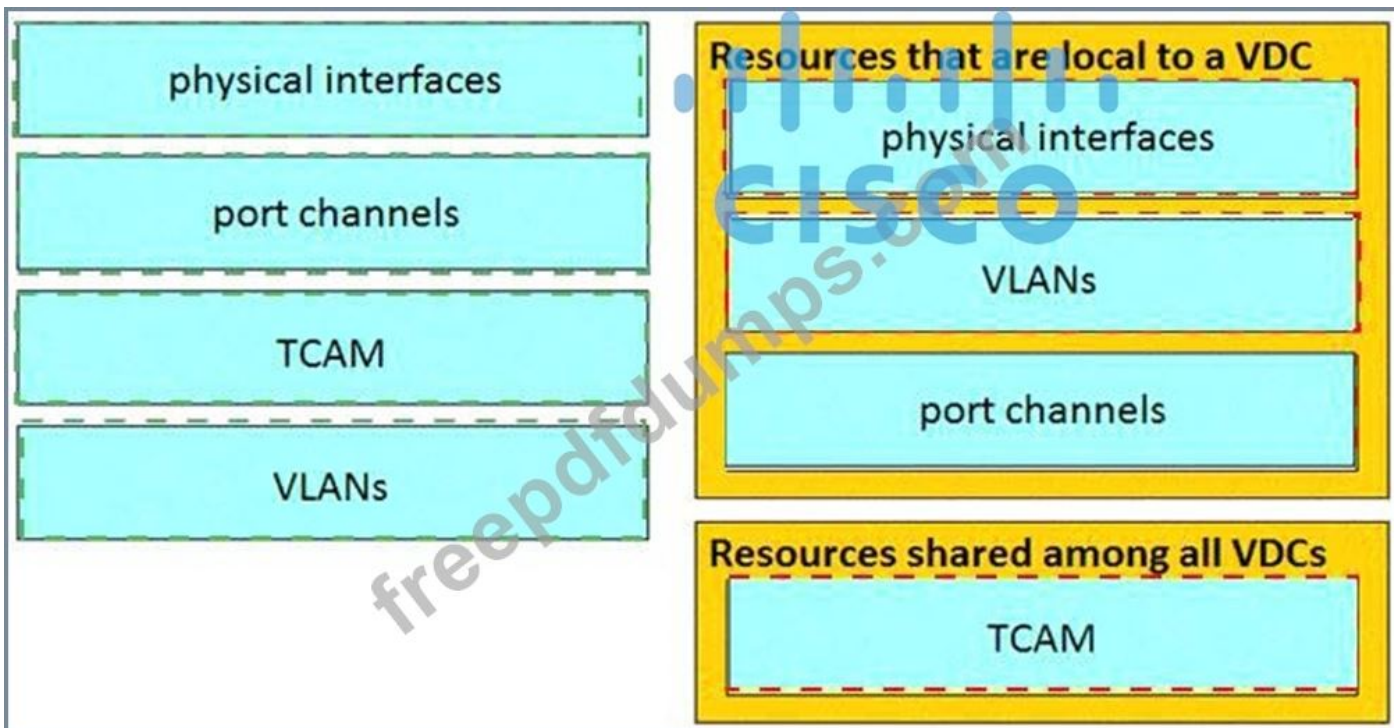 physical interfaces
port channels
TCAM
VLANs
Resources that are local to a VDC
physical interfaces
VLANs
port channels
Resources shared among all VDCs
TCAM
CISCO
freepdfdumps.com